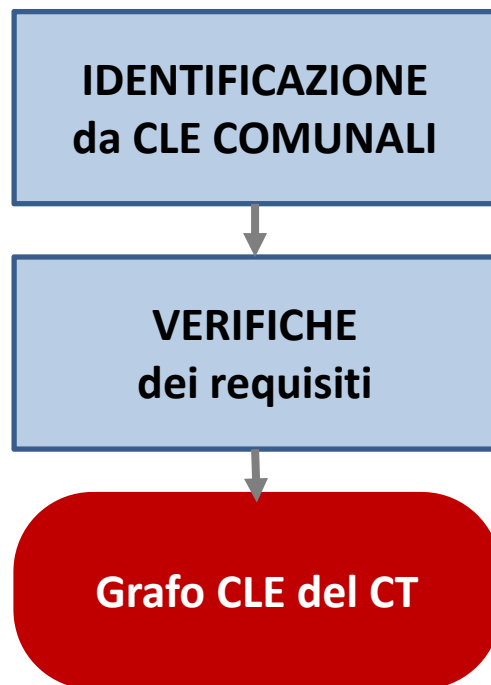 IDENTIFICAZIONE
da CLE COMUNALI
VERIFICHE
dei requisiti
Grafo CLE del CT